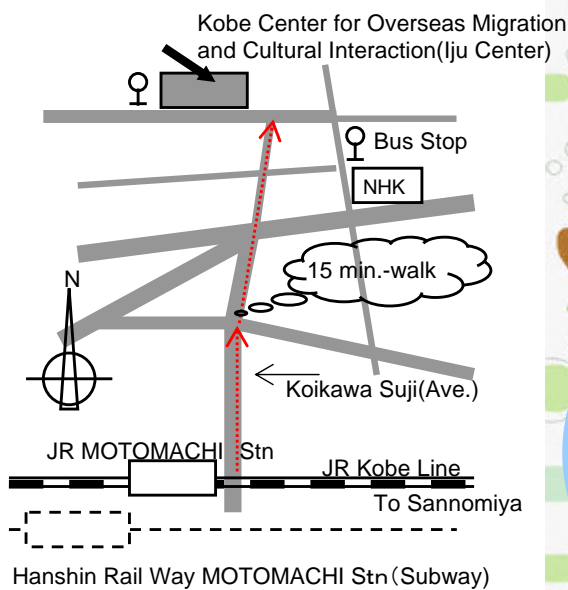 Kobe Center for Overseas Migration
and Cultural Interaction(Iju Center)
Bus Stop
NHK
15 min.-walk
N
Koikawa Suji(Ave.)
JR MOTOMACHI Stn
JR Kobe Line
To Sannomiya
Hanshin Rail Way MOTOMACHI Stn(Subway)